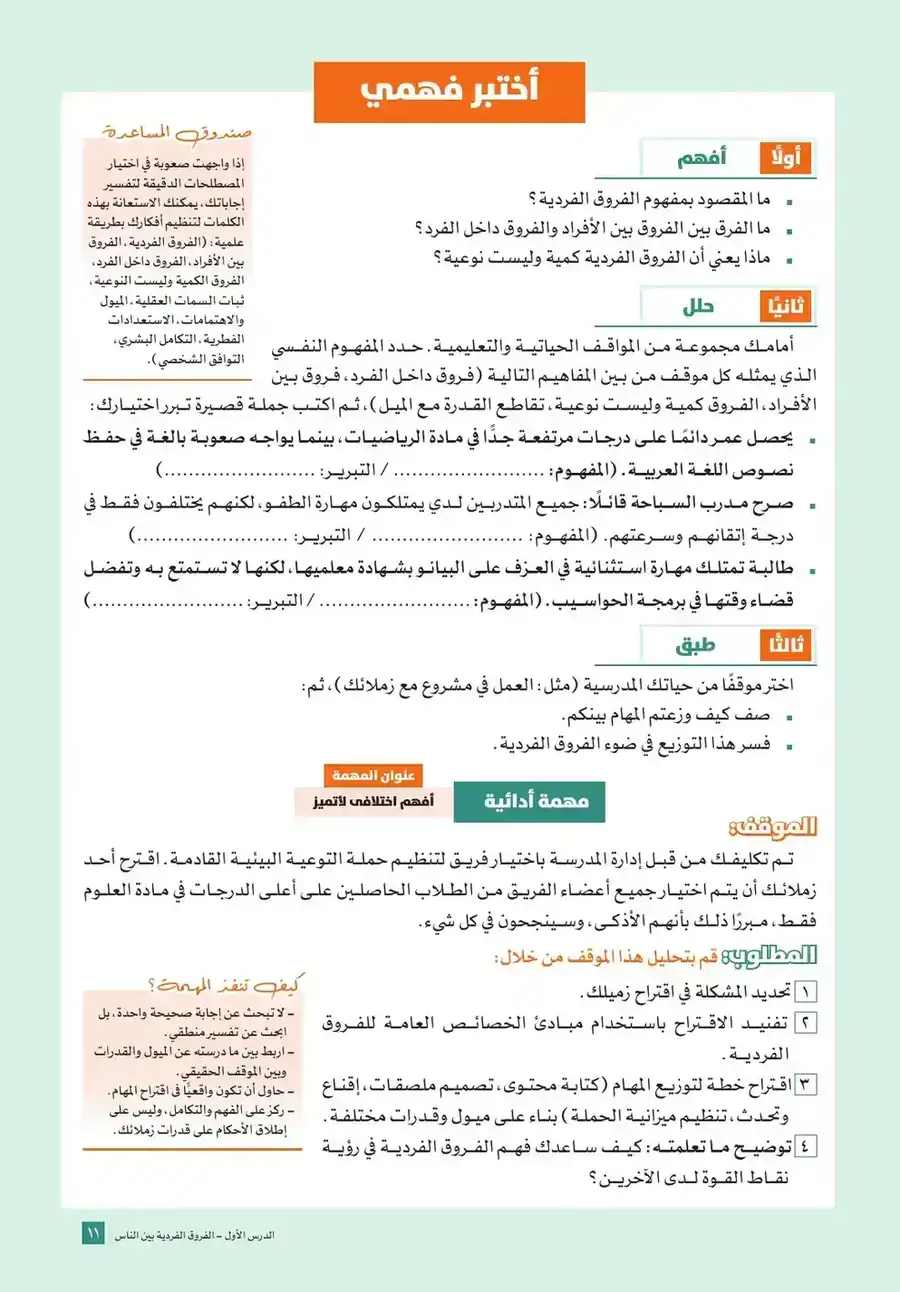 أختبر فهمي
أولًا
أفهم
ما المقصود بمفهوم الفروق الفردية؟
ما الفرق بين الفروق بين الأفراد والفروق داخل الفرد؟
ماذا يعني أن الفروق الفردية كمية وليست نوعية؟
صندوق المساعدة
إذا واجهت صعوبة في اختيار
المصطلحات الدقيقة لتفسير
إجاباتك، يمكنك الاستعانة بهذه
الكلمات لتنظيم أفكارك بطريقة
علمية: (الفروق الفردية، الفروق
بين الأفراد، الفروق داخل الفرد،
الفروق الكمية وليست النوعية،
ثبات السمات العقلية، الميول
والاهتمامات، الاستعدادات
الفطرية، التكامل البشري،
التوافق الشخصي).
ثانيًا
حلل
أمامك مجموعة من المواقف الحياتية والتعليمية. حدد المفهوم النفسي
الذي يمثله كل موقف من بين المفاهيم التالية (فروق داخل الفرد، فروق بين
الأفراد، الفروق كمية وليست نوعية، تقاطع القدرة مع الميل)، ثم اكتب جملة قصيرة تبرر اختيارك:
يحصل عمر دائمًا على درجات مرتفعة جدًّا في مادة الرياضيات، بينما يواجه صعوبة بالغة في حفظ
نصوص اللغة العربية. (المفهوم: ......................... / التبرير: .........................)
صرح مدرب السباحة قائلًا: جميع المتدربين لدي يمتلكون مهارة الطفو، لكنهم يختلفون فقط في
درجة إتقانهم وسرعتهم. (المفهوم: ......................... / التبرير: .........................)
طالبة تمتلك مهارة استثنائية في العزف على البيانو بشهادة معلميها، لكنها لا تستمتع به وتفضل
قضاء وقتها في برمجة الحواسيب. (المفهوم: ......................... / التبرير: .........................)
ثالثًا
طبق
اختر موقفًا من حياتك المدرسية (مثل: العمل في مشروع مع زملائك)، ثم:
صف كيف وزعتم المهام بينكم.
فسر هذا التوزيع في ضوء الفروق الفردية.
مهمة أدائية
عنوان المهمة
أفهم اختلافى لأتميز
الموقف:
تم تكليفك من قبل إدارة المدرسة باختيار فريق لتنظيم حملة التوعية البيئية القادمة. اقترح أحد
زملائك أن يتم اختيار جميع أعضاء الفريق من الطلاب الحاصلين على أعلى الدرجات في مادة العلوم
فقط، مبررًا ذلك بأنهم الأذكى، وسينجحون في كل شيء.
المطلوب: قم بتحليل هذا الموقف من خلال:
١ تحديد المشكلة في اقتراح زميلك.
٢ تفنيد الاقتراح باستخدام مبادئ الخصائص العامة للفروق
الفردية.
٣ اقتراح خطة لتوزيع المهام (كتابة محتوى، تصميم ملصقات، إقناع
وتحدث، تنظيم ميزانية الحملة) بناء على ميول وقدرات مختلفة.
٤ توضيح ما تعلمته: كيف ساعدك فهم الفروق الفردية في رؤية
نقاط القوة لدى الآخرين؟
كيف تنفذ المهمة؟
- لا تبحث عن إجابة صحيحة واحدة، بل
ابحث عن تفسير منطقي.
- اربط بين ما درسته عن الميول والقدرات
وبين الموقف الحقيقي.
- حاول أن تكون واقعيًا فى اقتراح المهام.
- ركز على الفهم والتكامل، وليس على
إطلاق الأحكام على قدرات زملائك.
الدرس الأول - الفروق الفردية بين الناس
١١